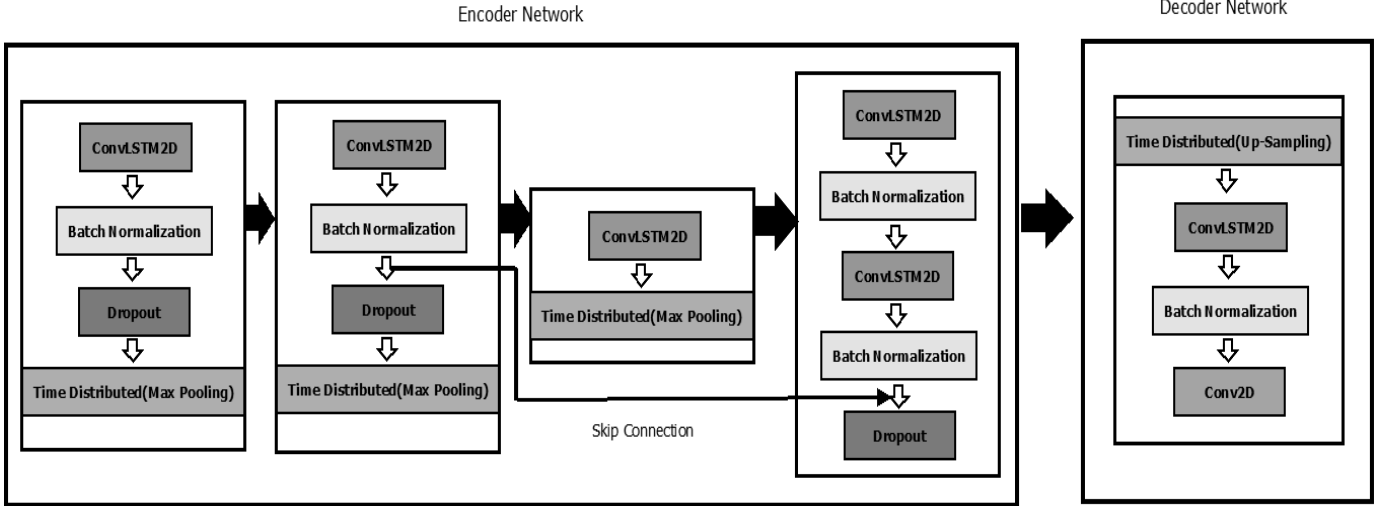 Encoder Network
Decoder Network
ConvLSTM2D
Batch Normalization
Dropout
Time Distributed(Max Pooling)
ConvLSTM2D
Batch Normalization
Dropout
Time Distributed(Max Pooling)
ConvLSTM2D
Time Distributed(Max Pooling)
ConvLSTM2D
Batch Normalization
ConvLSTM2D
Batch Normalization
Dropout
Skip Connection
Time Distributed(Up-Sampling)
ConvLSTM2D
Batch Normalization
Conv2D